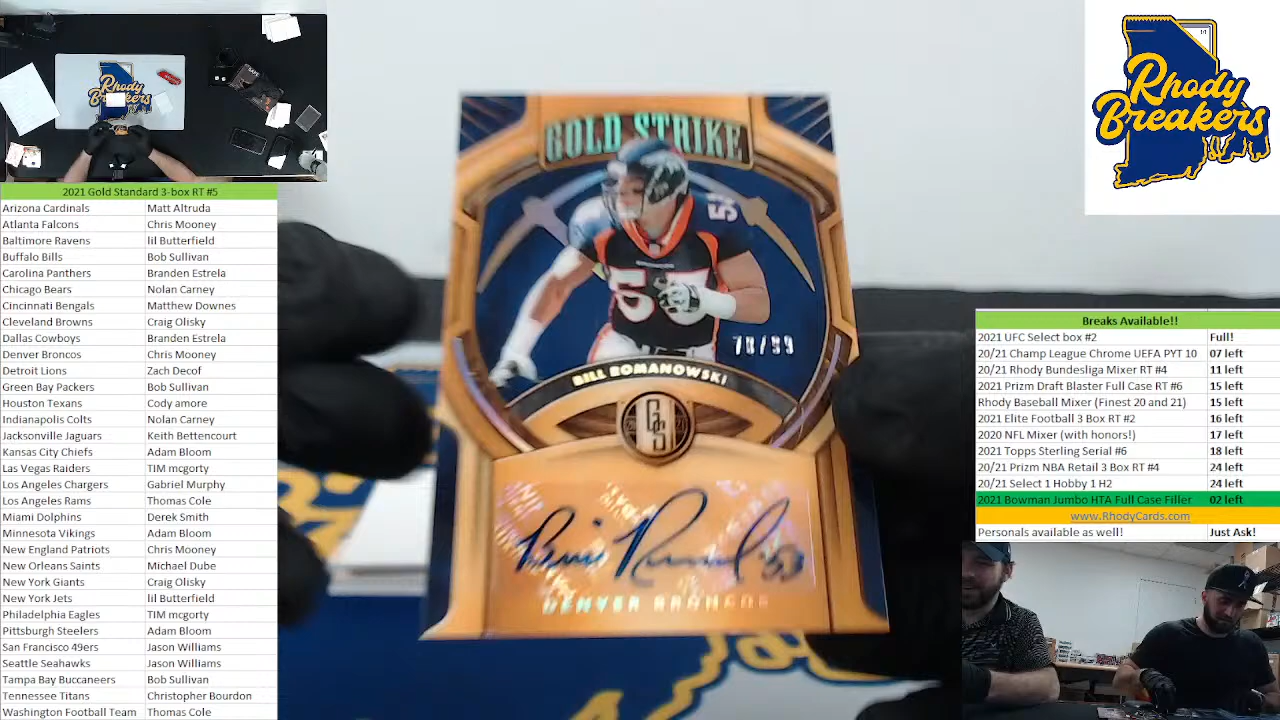 Rhody
Breakers
2021 Gold Standard 3-box RT #5
Arizona Cardinals Matt Altruda
Atlanta Falcons Chris Mooney
Baltimore Ravens lil Butterfield
Buffalo Bills Bob Sullivan
Carolina Panthers Branden Estrela
Chicago Bears Nolan Carney
Cincinnati Bengals Matthew Downes
Cleveland Browns Craig Olisky
Dallas Cowboys Branden Estrela
Denver Broncos Chris Mooney
Detroit Lions Zach Decof
Green Bay Packers Bob Sullivan
Houston Texans Cody amore
Indianapolis Colts Nolan Carney
Jacksonville Jaguars Keith Bettencourt
Kansas City Chiefs Adam Bloom
Las Vegas Raiders TIM mcgorty
Los Angeles Chargers Gabriel Murphy
Los Angeles Rams Thomas Cole
Miami Dolphins Derek Smith
Minnesota Vikings Adam Bloom
New England Patriots Chris Mooney
New Orleans Saints Michael Dube
New York Giants Craig Olisky
New York Jets lil Butterfield
Philadelphia Eagles TIM mcgorty
Pittsburgh Steelers Adam Bloom
San Francisco 49ers Jason Williams
Seattle Seahawks Jason Williams
Tampa Bay Buccaneers Bob Sullivan
Tennessee Titans Christopher Bourdon
Washington Football Team Thomas Cole
GOLD STRIKE
53
BILL ROMANOWSKI
GS
53
DENVER BRONCOS
Rhody
Breakers
Breaks Available!!
2021 UFC Select box #2 Full!
20/21 Champ League Chrome UEFA PYT 10 07 left
20/21 Rhody Bundesliga Mixer RT #4 11 left
2021 Prizm Draft Blaster Full Case RT #6 15 left
Rhody Baseball Mixer (Finest 20 and 21) 15 left
2021 Elite Football 3 Box RT #2 16 left
2020 NFL Mixer (with honors!) 17 left
2021 Topps Sterling Serial #6 18 left
20/21 Prizm NBA Retail 3 Box RT #4 24 left
20/21 Select 1 Hobby 1 H2 24 left
2021 Bowman Jumbo HTA Full Case Filler 02 left
www.RhodyCards.com
Personals available as well! Just Ask!